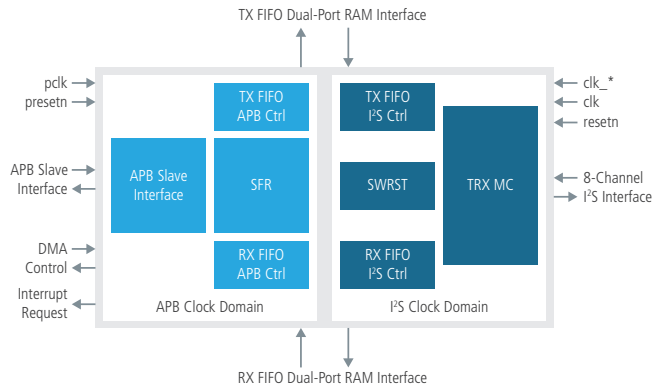 TX FIFO Dual-Port RAM Interface
pclk
presetn
APB Slave
Interface
DMA
Control
Interrupt
Request
TX FIFO
APB Ctrl
APB Slave
Interface
SFR
RX FIFO
APB Ctrl
APB Clock Domain
TX FIFO
I²S Ctrl
SWRST
RX FIFO
I²S Ctrl
TRX MC
I²S Clock Domain
clk_*
clk
resetn
8-Channel
I²S Interface
RX FIFO Dual-Port RAM Interface